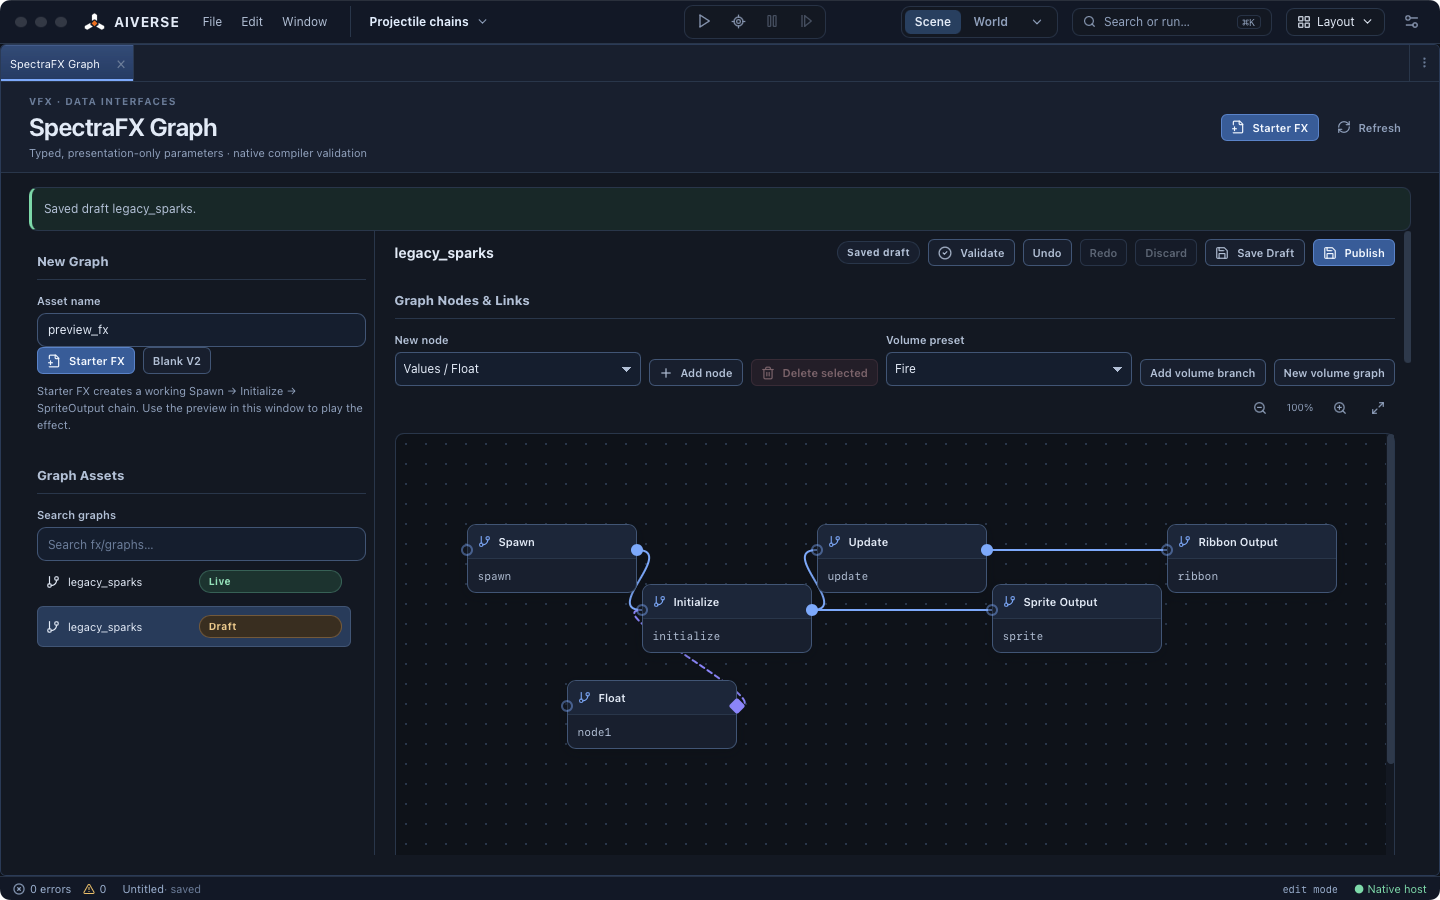 AIVERSE File Edit Window Projectile chains Scene World Search or run... ⌘K Layout
SpectraFX Graph
VFX · DATA INTERFACES
SpectraFX Graph
Typed, presentation-only parameters · native compiler validation
Starter FX Refresh
Saved draft legacy_sparks.
New Graph
Asset name
preview_fx
Starter FX Blank V2
Starter FX creates a working Spawn → Initialize →
SpriteOutput chain. Use the preview in this window to play the
effect.
Graph Assets
Search graphs
Search fx/graphs...
legacy_sparks Live
legacy_sparks Draft
legacy_sparks Saved draft Validate Undo Redo Discard Save Draft Publish
Graph Nodes & Links
New node Volume preset
Values / Float Add node Delete selected Fire Add volume branch New volume graph
100%
Spawn
spawn
Update
update
Ribbon Output
ribbon
Initialize
initialize
Sprite Output
sprite
Float
node1
0 errors 0 Untitled · saved edit mode Native host